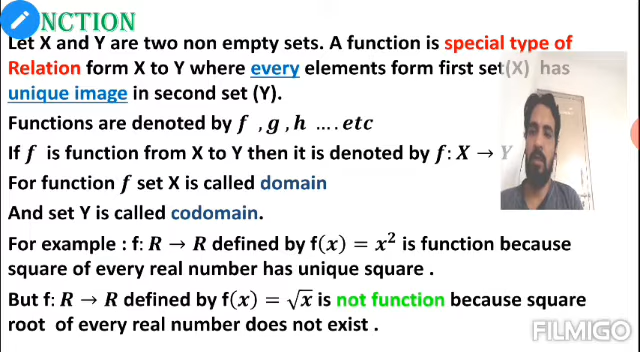 NCTION
Let X and Y are two non empty sets. A function is special type of
Relation form X to Y where every elements form first set(X) has
unique image in second set (Y).
Functions are denoted by f , g , h .... etc
If f is function from X to Y then it is denoted by f: X → Y
For function f set X is called domain
And set Y is called codomain.
For example : f: R → R defined by f(x) = x² is function because
square of every real number has unique square .
But f: R → R defined by f(x) = √x is not function because square
root of every real number does not exist .
FILMIGO